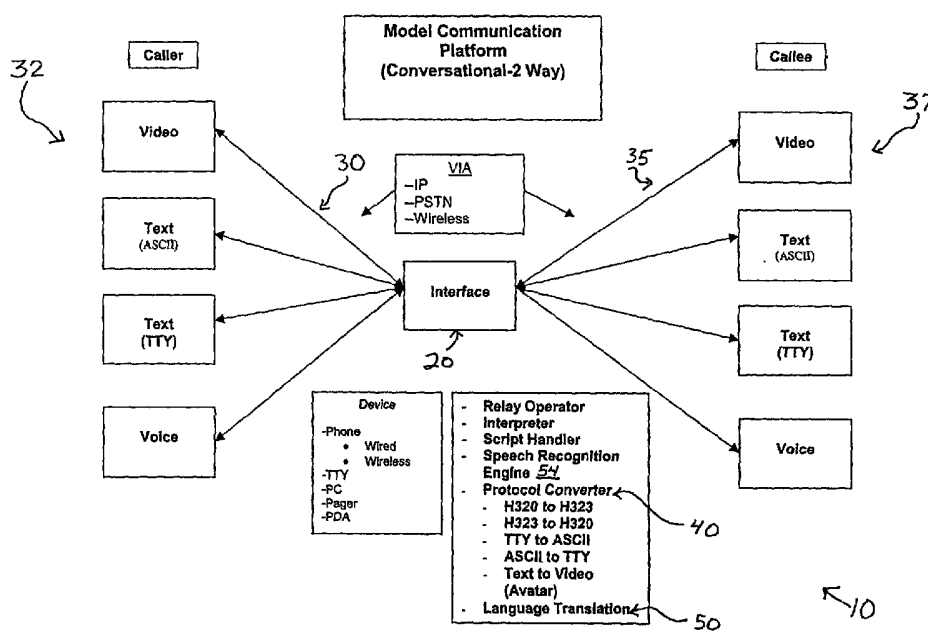 Model Communication
Platform
(Conversational-2 Way)
Caller
Callee
32
37
Video
Video
30
35
VIA
--IP
--PSTN
--Wireless
Text
(ASCII)
Text
(ASCII)
Interface
Text
(TTY)
Text
(TTY)
20
Device
-Phone
• Wired
• Wireless
-TTY
-PC
-Pager
-PDA
- Relay Operator
- Interpreter
- Script Handler
- Speech Recognition
Engine 54
- Protocol Converter
- H320 to H323
- H323 to H320
- TTY to ASCII
- ASCII to TTY
- Text to Video
(Avatar)
- Language Translation
Voice
Voice
40
50
10